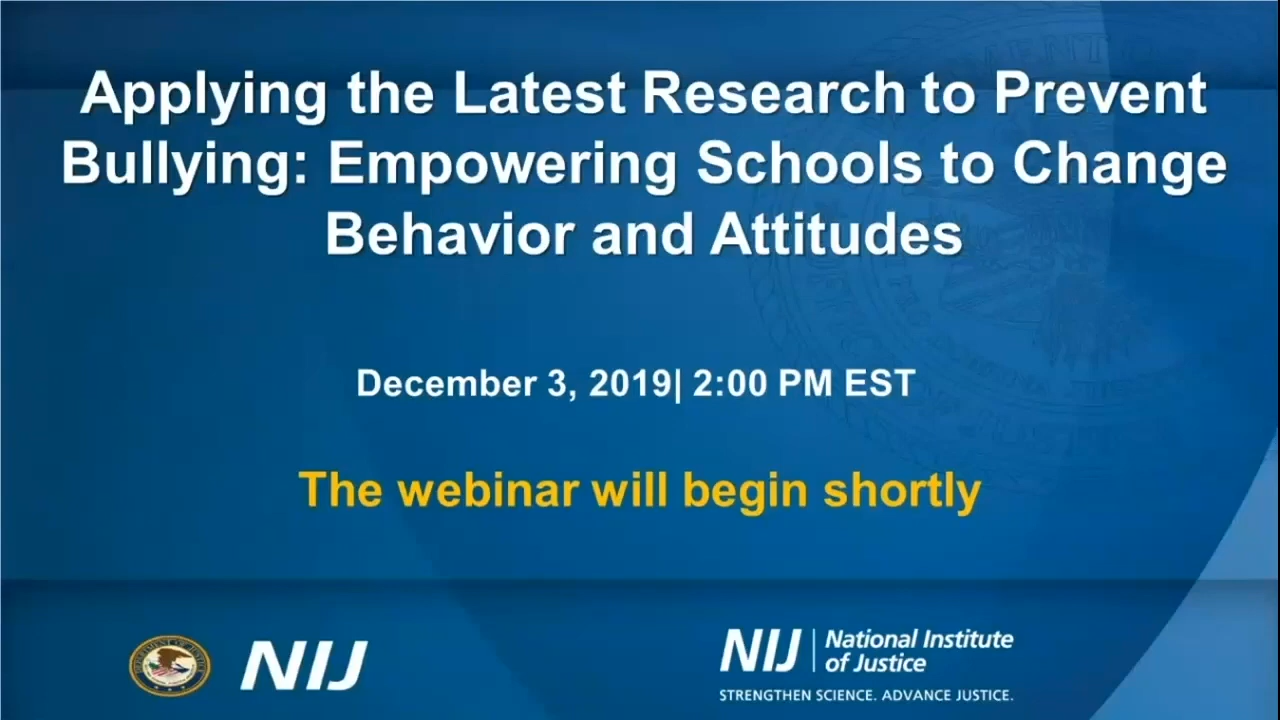 Applying the Latest Research to Prevent
Bullying: Empowering Schools to Change
Behavior and Attitudes
December 3, 2019| 2:00 PM EST
The webinar will begin shortly
NIJ
NIJ | National Institute
of Justice
STRENGTHEN SCIENCE. ADVANCE JUSTICE.